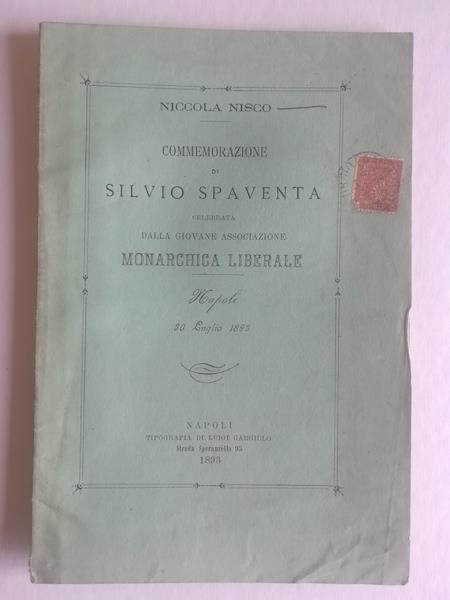 NICCOLA NISCO
COMMEMORAZIONE
DI
SILVIO SPAVENTA
CELEBRATA
DALLA GIOVANE ASSOCIAZIONE
MONARCHICA LIBERALE
Napoli
30 Luglio 1893
NAPOLI
TIPOGRAFIA DI LUIGI GARGIULO
Strada Speranzella 95
1893